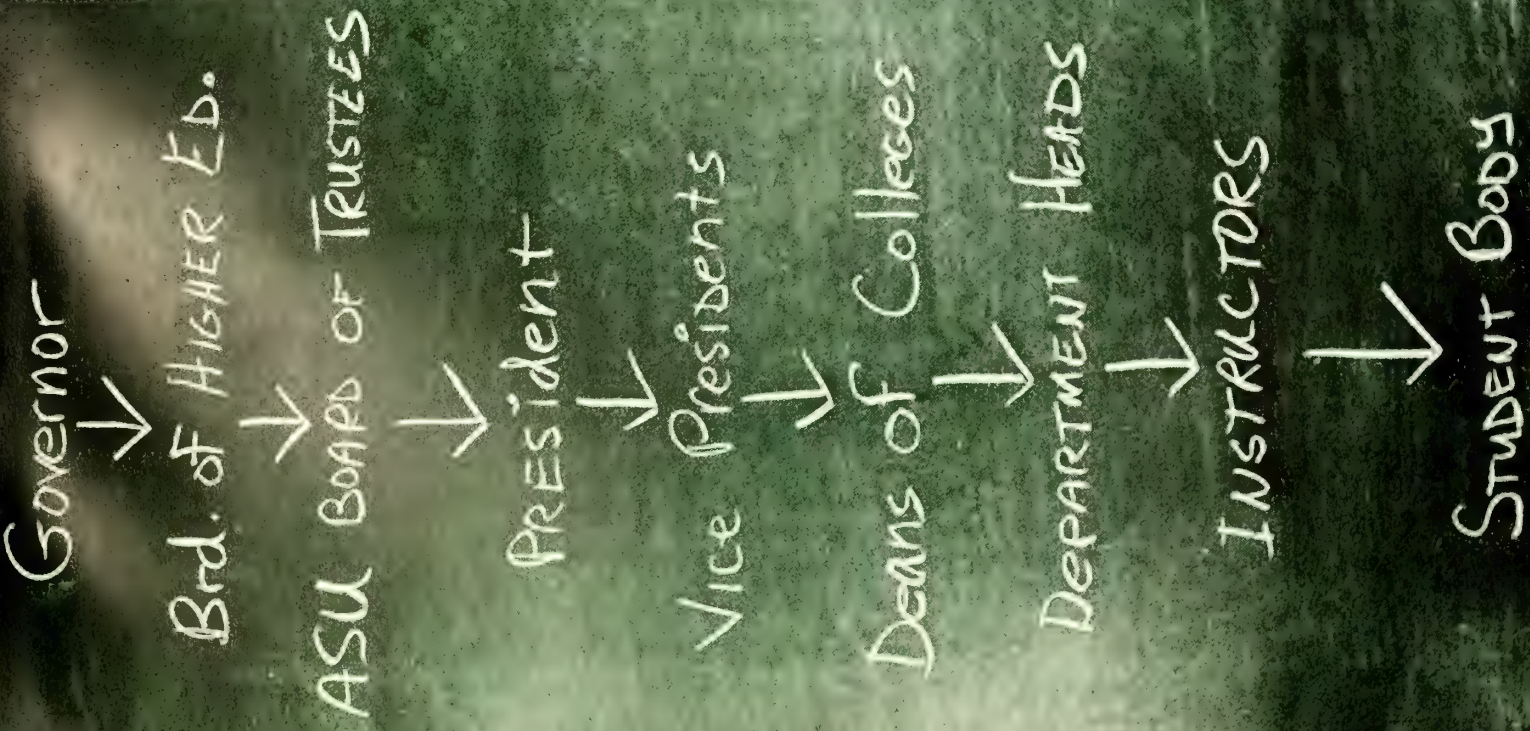 Governor
Brd. of HIGHER ED.
ASU BOARD OF TRUSTEES
PRESident
VICE Presidents
Deans of Colleges
DEPARTMENT HEADS
INSTRUCTORS
STUDENT BODY